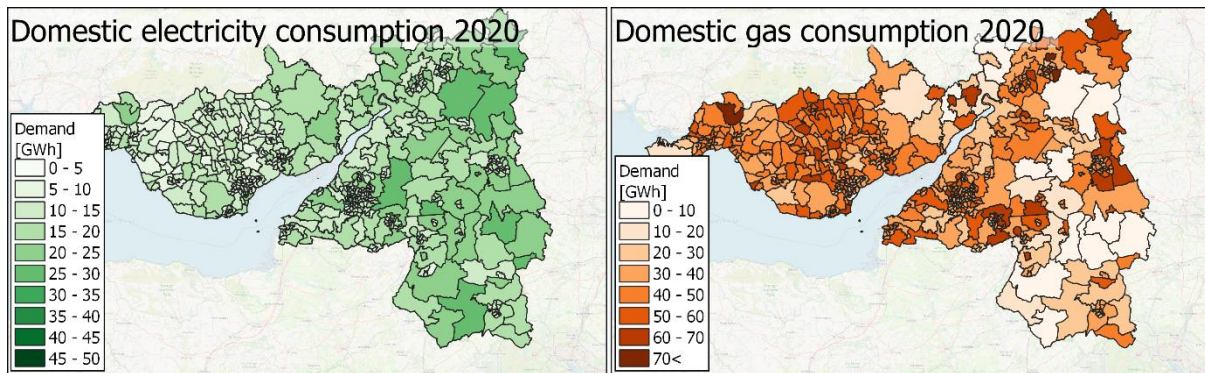 Domestic electricity consumption 2020
Demand
[GWh]
0 - 5
5 - 10
10 - 15
15 - 20
20 - 25
25 - 30
30 - 35
35 - 40
40 - 45
45 - 50
Domestic gas consumption 2020
Demand
[GWh]
0 - 10
10 - 20
20 - 30
30 - 40
40 - 50
50 - 60
60 - 70
70<